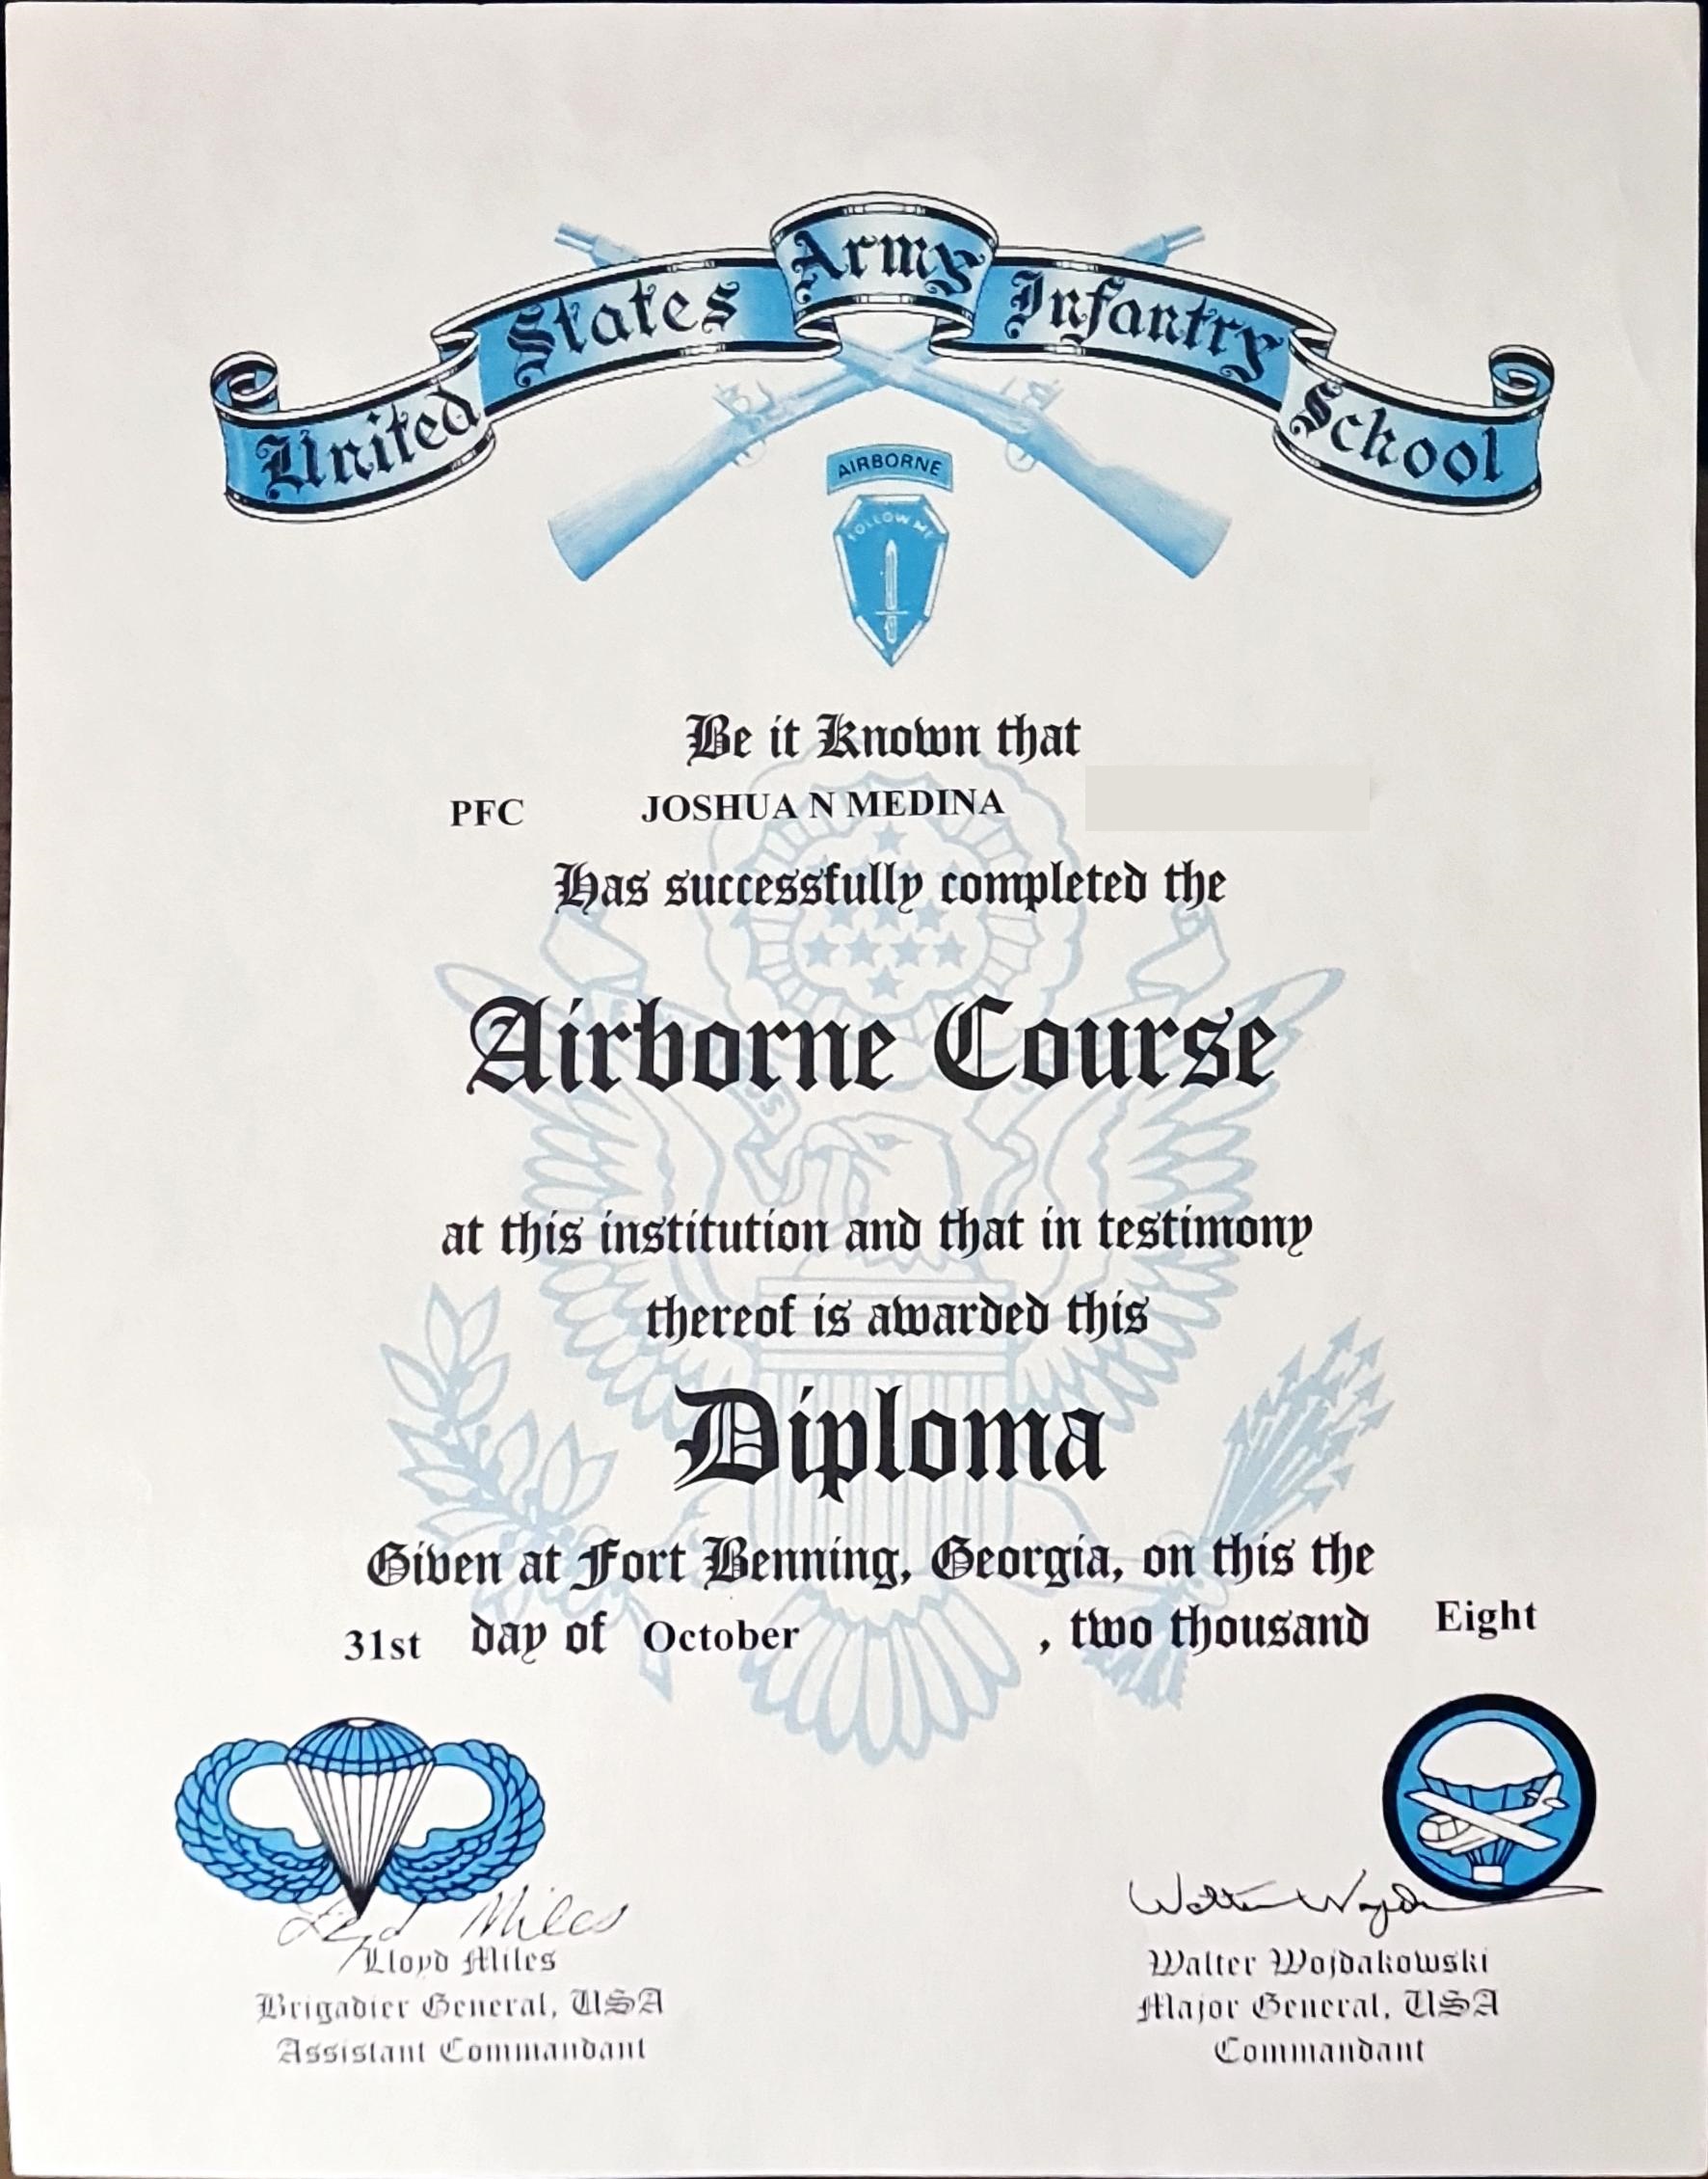 United States Army Infantry School
AIRBORNE
FOLLOW ME
Be it Known that
PFC JOSHUA N MEDINA
Has successfully completed the
Airborne Course
at this institution and that in testimony
thereof is awarded this
Diploma
Given at Fort Benning, Georgia, on this the
31st day of October , two thousand Eight
Lloyd Miles
Lloyd Miles
Brigadier General, USA
Assistant Commandant
Walter Wojdakowski
Major General, USA
Commandant